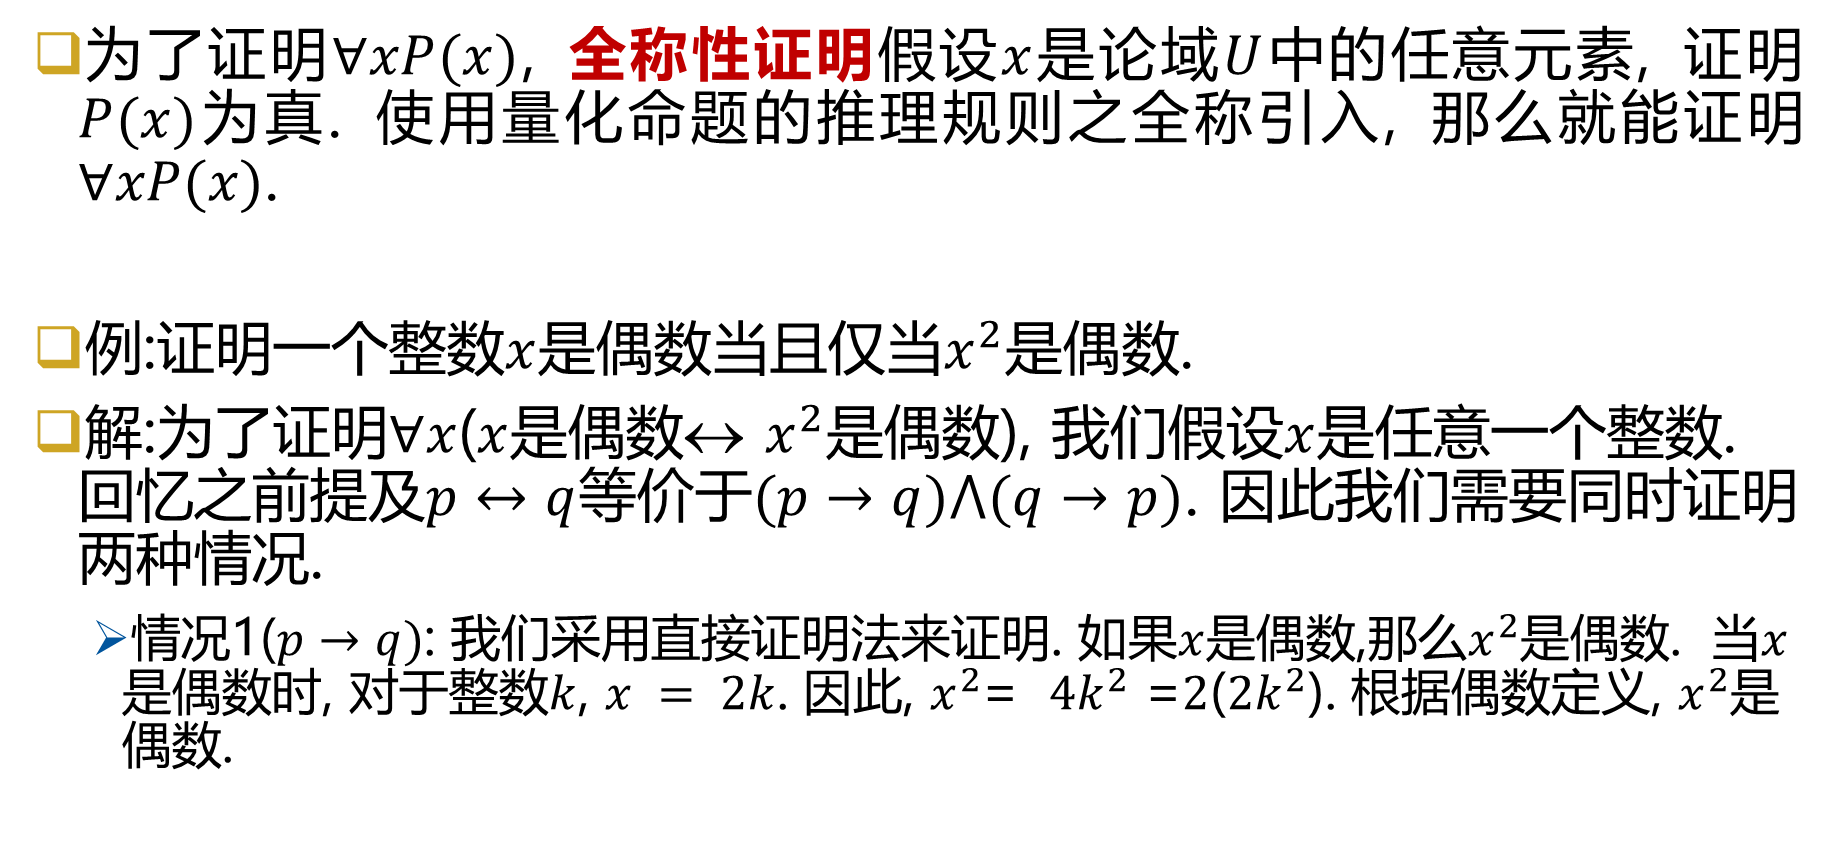 为了证明∀xP(x), 全称性证明假设x是论域U中的任意元素, 证明
P(x)为真. 使用量化命题的推理规则之全称引入, 那么就能证明
∀xP(x).
例:证明一个整数x是偶数当且仅当x²是偶数.
解:为了证明∀x(x是偶数↔ x²是偶数), 我们假设x是任意一个整数.
回忆之前提及p ↔ q等价于(p → q)∧(q → p). 因此我们需要同时证明
两种情况.
情况1(p → q): 我们采用直接证明法来证明. 如果x是偶数,那么x²是偶数. 当x
是偶数时, 对于整数k, x = 2k. 因此, x²= 4k² =2(2k²). 根据偶数定义, x²是
偶数.